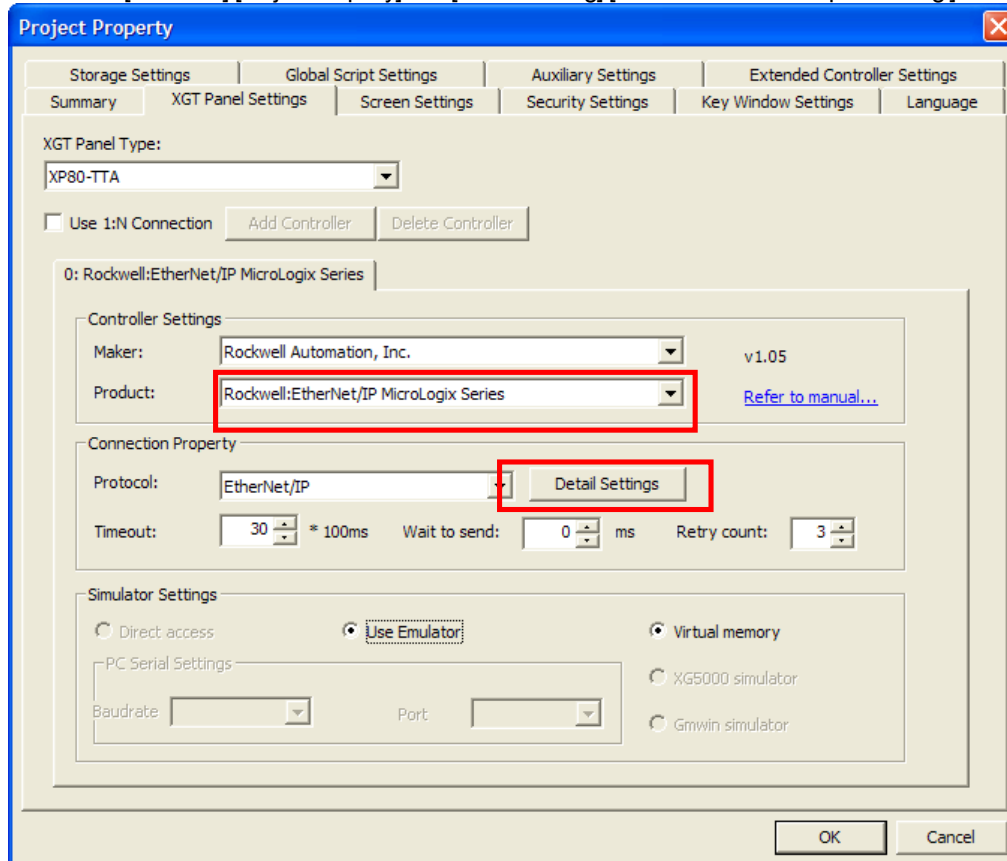 Project Property
Storage Settings Global Script Settings Auxiliary Settings Extended Controller Settings
Summary XGT Panel Settings Screen Settings Security Settings Key Window Settings Language
XGT Panel Type:
XP80-TTA
Use 1:N Connection Add Controller Delete Controller
0: Rockwell:EtherNet/IP MicroLogix Series
Controller Settings
Maker: Rockwell Automation, Inc. v1.05
Product: Rockwell:EtherNet/IP MicroLogix Series Refer to manual...
Connection Property
Protocol: EtherNet/IP Detail Settings
Timeout: 30 * 100ms Wait to send: 0 ms Retry count: 3
Simulator Settings
Direct access Use Emulator Virtual memory
PC Serial Settings
XG5000 simulator
Baudrate Port
Gmwin simulator
OK Cancel